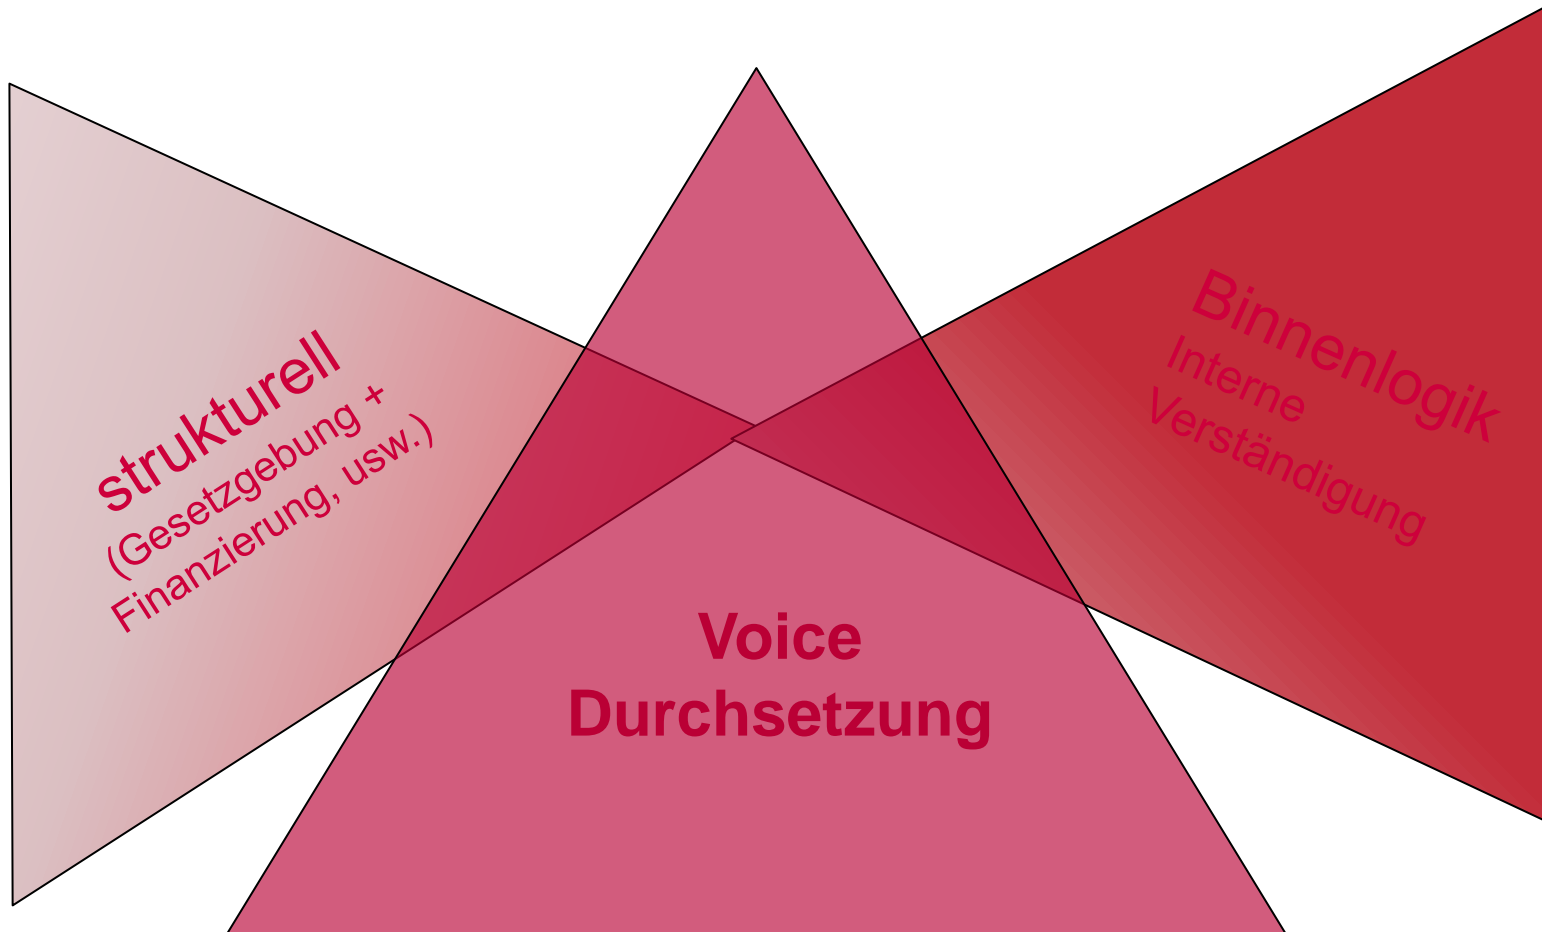 strukturell
(Gesetzgebung +
Finanzierung, usw.)
Voice
Durchsetzung
Binnenlogik
Interne
Verständigung